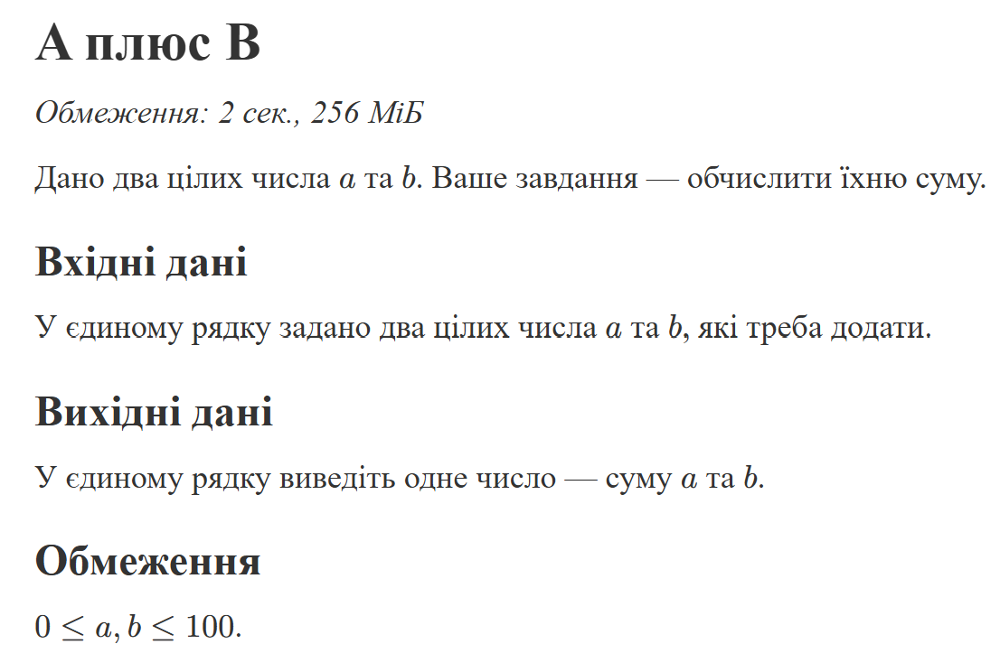 А плюс B
Обмеження: 2 сек., 256 МіБ
Дано два цілих числа a та b. Ваше завдання — обчислити їхню суму.
Вхідні дані
У єдиному рядку задано два цілих числа a та b, які треба додати.
Вихідні дані
У єдиному рядку виведіть одне число — суму a та b.
Обмеження
0 ≤ a, b ≤ 100.